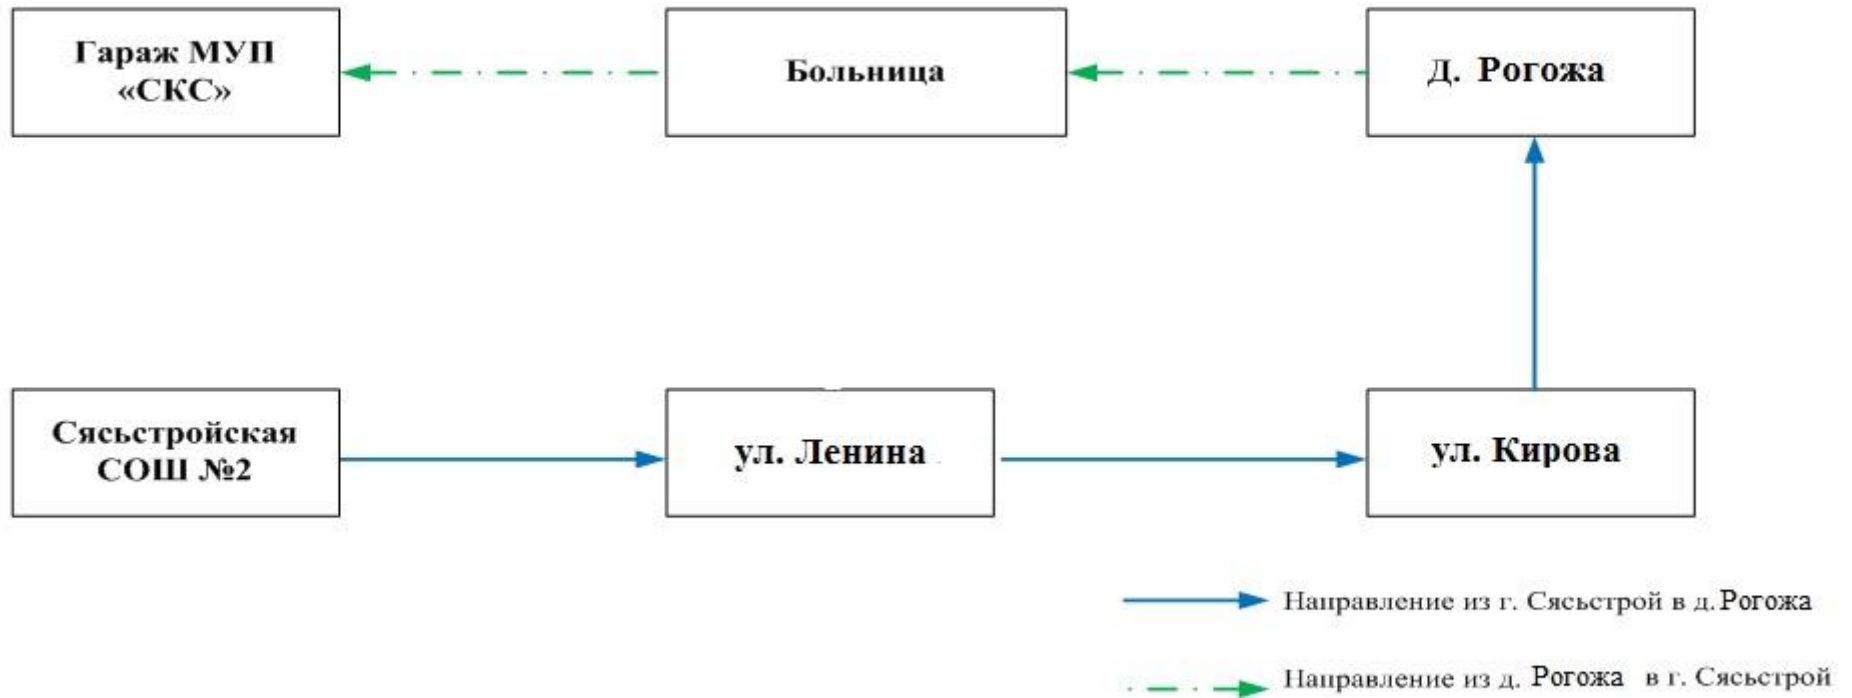 Гараж МУП
«СКС»
Больница
Д. Рогожа
Сясьстройская
СОШ №2
ул. Ленина
ул. Кирова
Направление из г. Сясьстрой в д. Рогожа
Направление из д. Рогожа в г. Сясьстрой